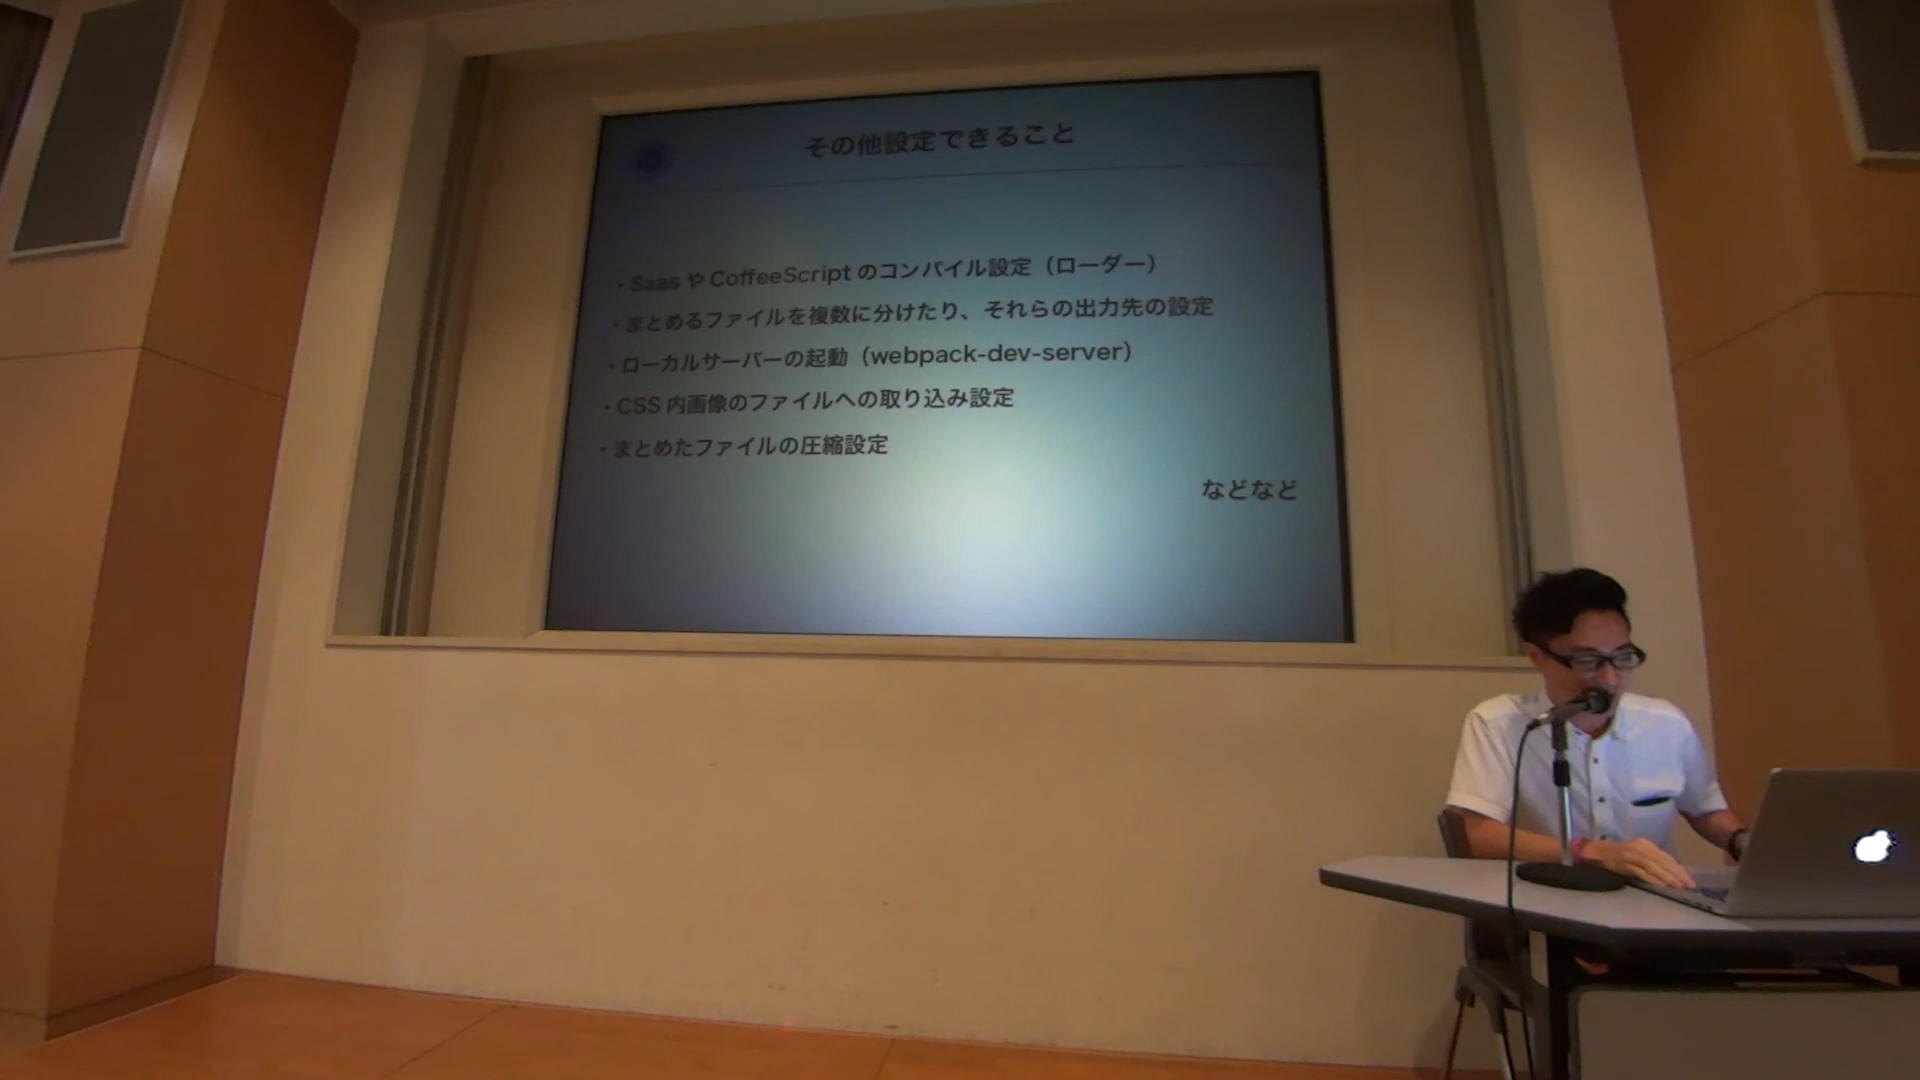 その他設定できること
・Saas や CoffeeScript のコンパイル設定（ローダー）
・まとめるファイルを複数に分けたり、それらの出力先の設定
・ローカルサーバーの起動（webpack-dev-server）
・CSS 内画像のファイルへの取り込み設定
・まとめたファイルの圧縮設定
などなど